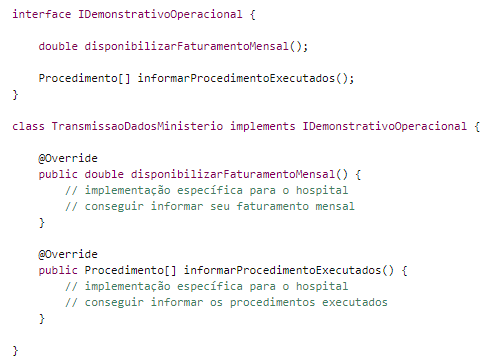 interface IDemonstrativoOperacional {
double disponibilizarFaturamentoMensal();
Procedimento[] informarProcedimentoExecutados();
}
class TransmissaoDadosMinisterio implements IDemonstrativoOperacional {
@Override
public double disponibilizarFaturamentoMensal() {
// implementação específica para o hospital
// conseguir informar seu faturamento mensal
}
@Override
public Procedimento[] informarProcedimentoExecutados() {
// implementação específica para o hospital
// conseguir informar os procedimentos executados
}
}